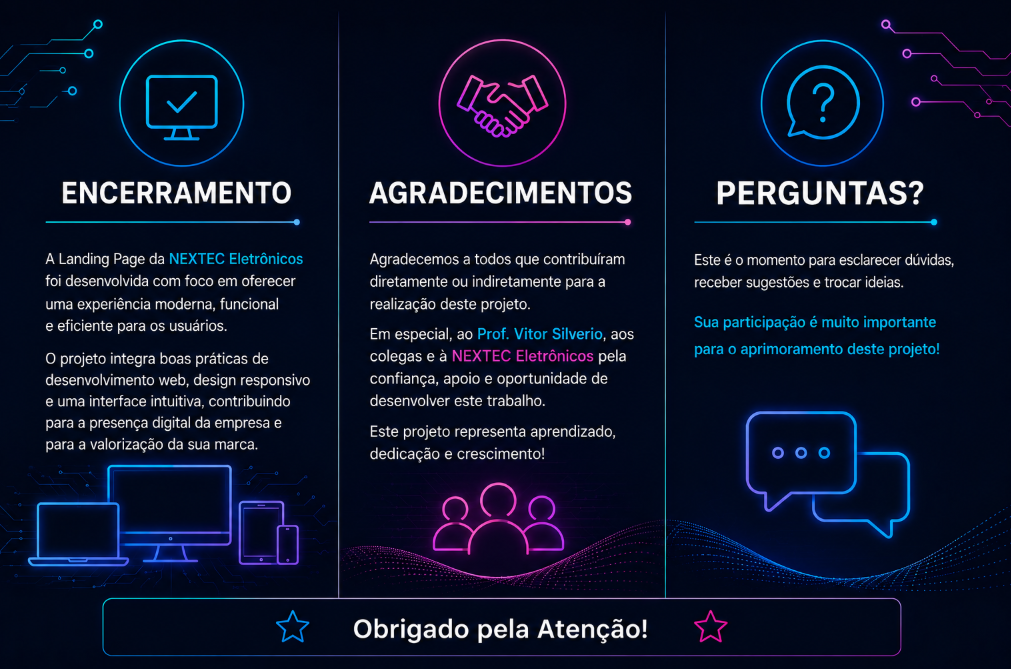 ENCERRAMENTO
A Landing Page da NEXTEC Eletrônicos
foi desenvolvida com foco em oferecer
uma experiência moderna, funcional
e eficiente para os usuários.
O projeto integra boas práticas de
desenvolvimento web, design responsivo
e uma interface intuitiva, contribuindo
para a presença digital da empresa e
para a valorização da sua marca.
AGRADECIMENTOS
Agradecemos a todos que contribuíram
diretamente ou indiretamente para a
realização deste projeto.
Em especial, ao Prof. Vitor Silverio, aos
colegas e à NEXTEC Eletrônicos pela
confiança, apoio e oportunidade de
desenvolver este trabalho.
Este projeto representa aprendizado,
dedicação e crescimento!
PERGUNTAS?
Este é o momento para esclarecer dúvidas,
receber sugestões e trocar ideias.
Sua participação é muito importante
para o aprimoramento deste projeto!
Obrigado pela Atenção!